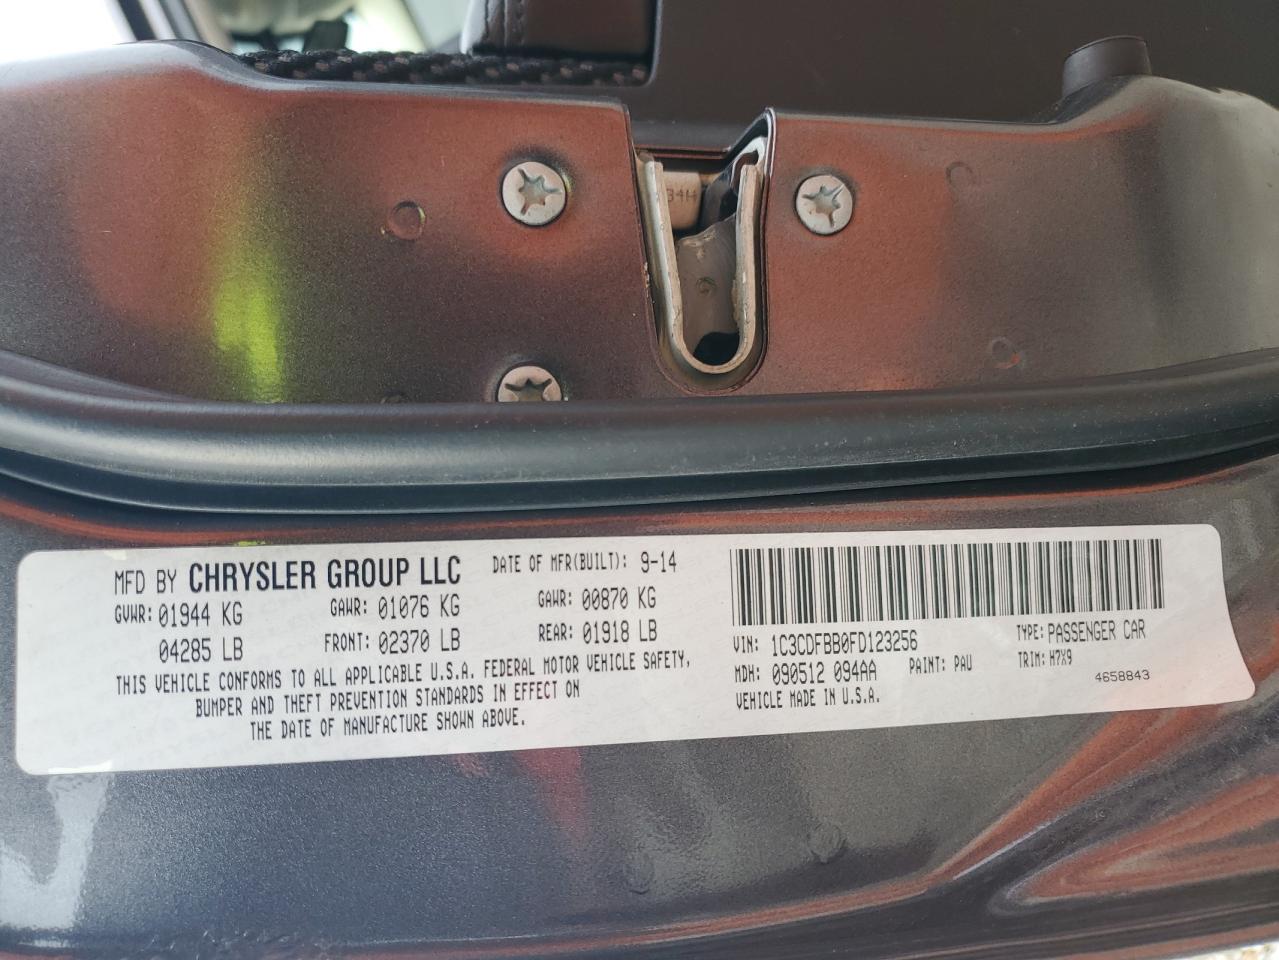 34H
MFD BY CHRYSLER GROUP LLC DATE OF MFR(BUILT): 9-14
GVWR: 01944 KG GAWR: 01076 KG GAWR: 00870 KG
04285 LB FRONT: 02370 LB REAR: 01918 LB
THIS VEHICLE CONFORMS TO ALL APPLICABLE U.S.A. FEDERAL MOTOR VEHICLE SAFETY,
BUMPER AND THEFT PREVENTION STANDARDS IN EFFECT ON
THE DATE OF MANUFACTURE SHOWN ABOVE.
VIN: 1C3CDFBB0FD123256 TYPE: PASSENGER CAR
MDH: 090512 094AA PAINT: PAU TRIM: H7X9
VEHICLE MADE IN U.S.A. 4658843